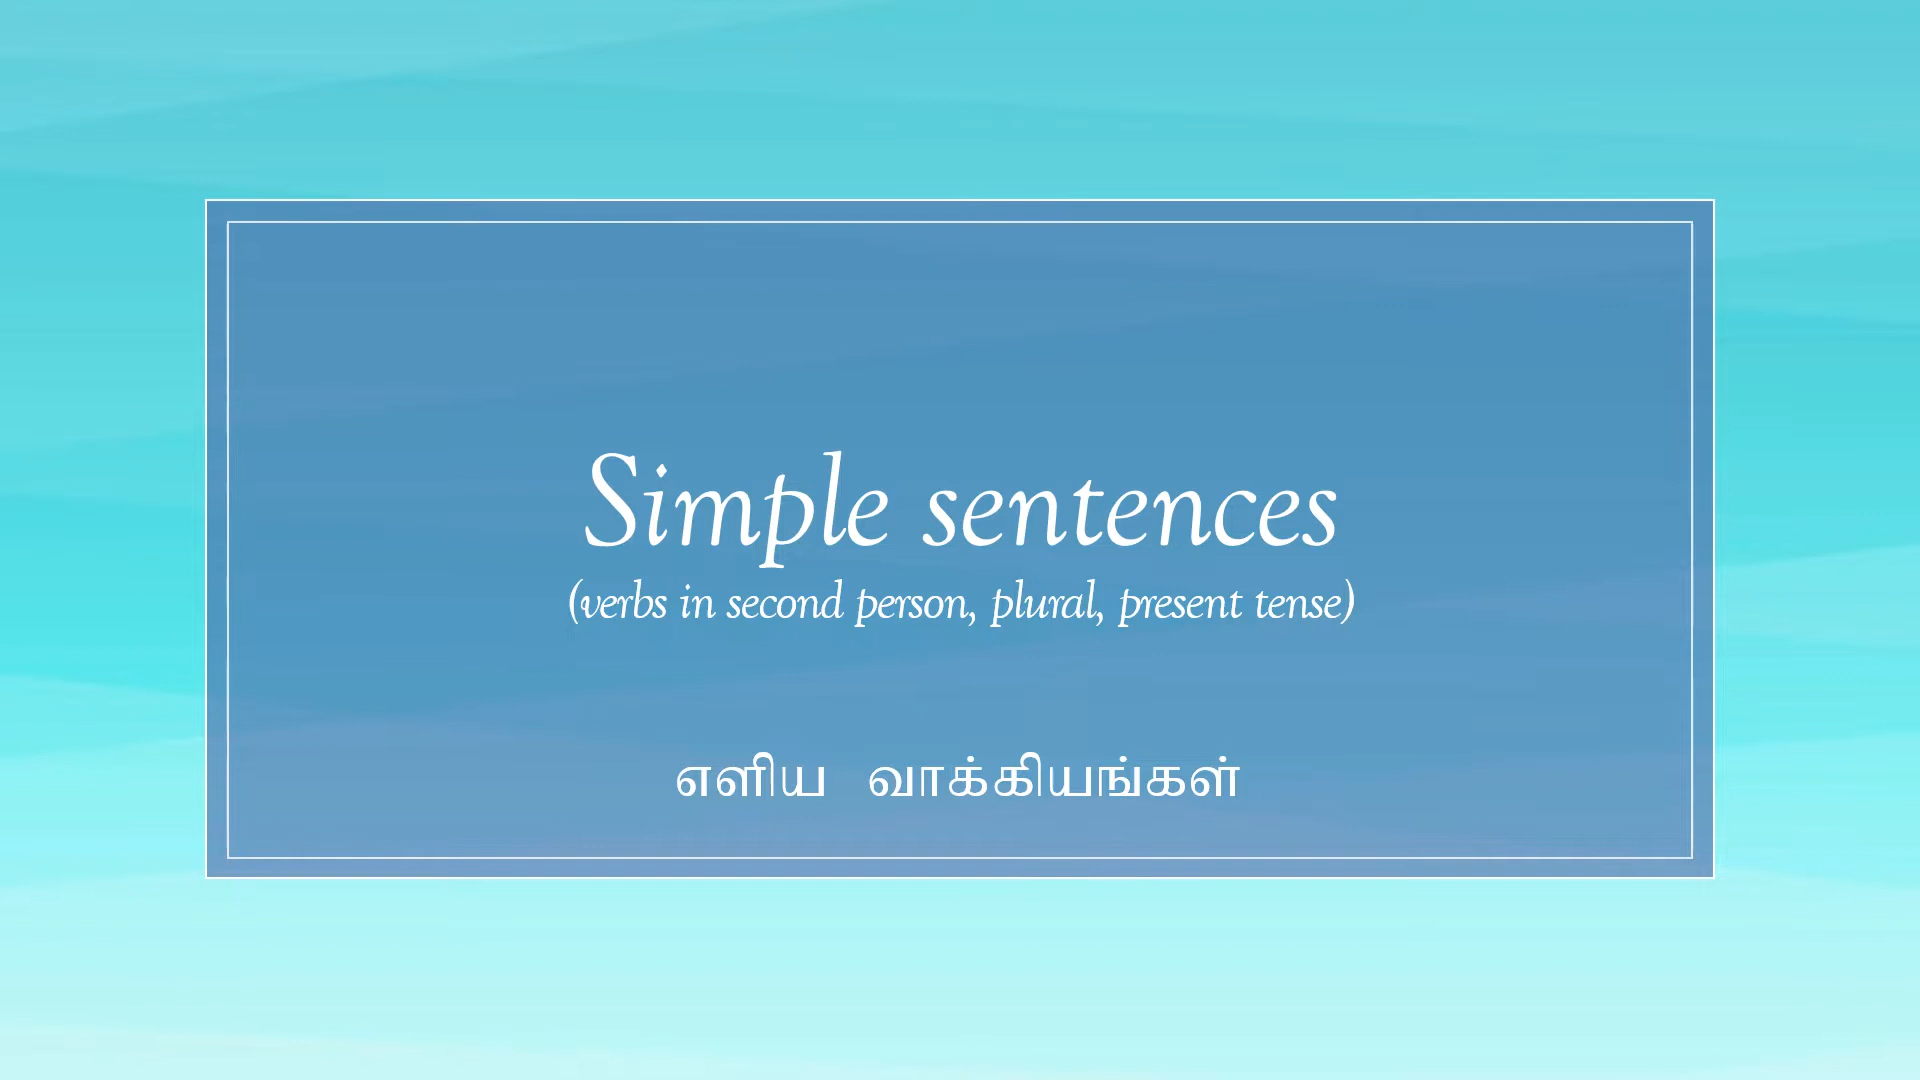 Simple sentences
(verbs in second person, plural, present tense)
எளிய வாக்கியங்கள்